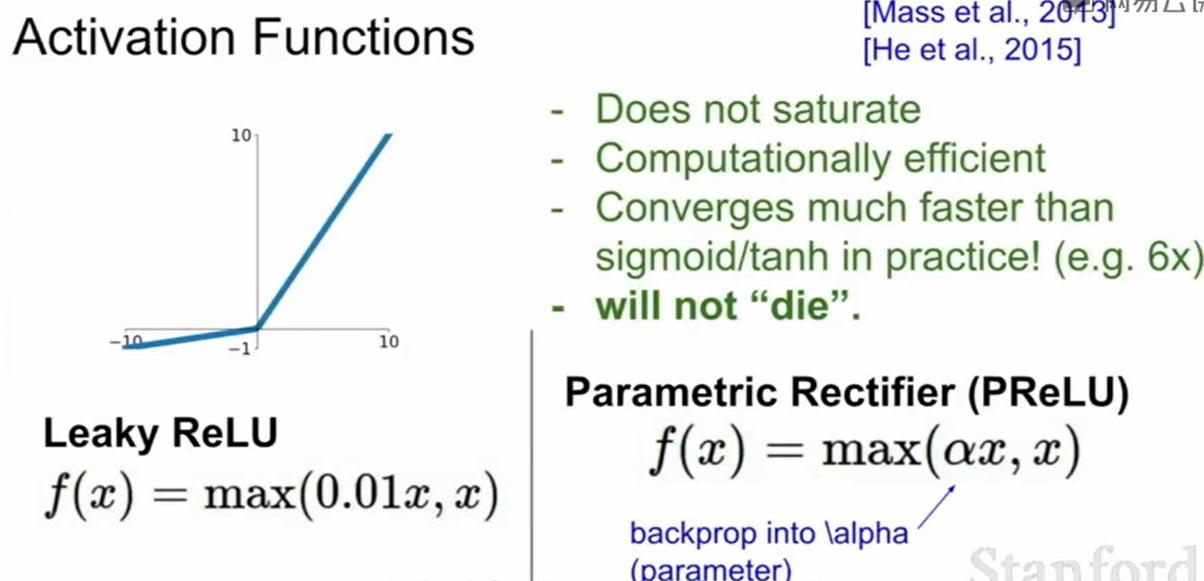 Activation Functions
[Mass et al., 2013]
[He et al., 2015]
- Does not saturate
- Computationally efficient
- Converges much faster than
sigmoid/tanh in practice! (e.g. 6x)
- will not “die”.
10
−10
−1
10
Leaky ReLU
f(x) = max(0.01x, x)
Parametric Rectifier (PReLU)
f(x) = max(αx, x)
backprop into \alpha
(parameter)
Stanford